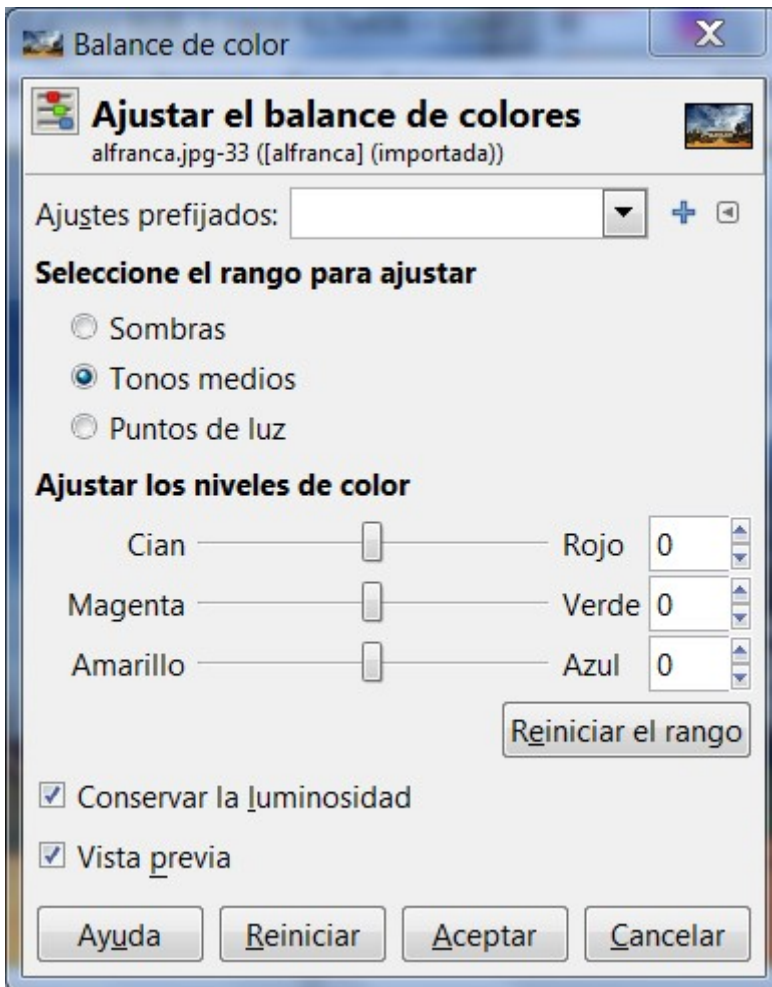 Balance de color
X
Ajustar el balance de colores
alfranca.jpg-33 ([alfranca] (importada))
Ajustes prefijados:
Seleccione el rango para ajustar
Sombras
Tonos medios
Puntos de luz
Ajustar los niveles de color
Cian Rojo 0
Magenta Verde 0
Amarillo Azul 0
Reiniciar el rango
Conservar la luminosidad
Vista previa
Ayuda Reiniciar Aceptar Cancelar